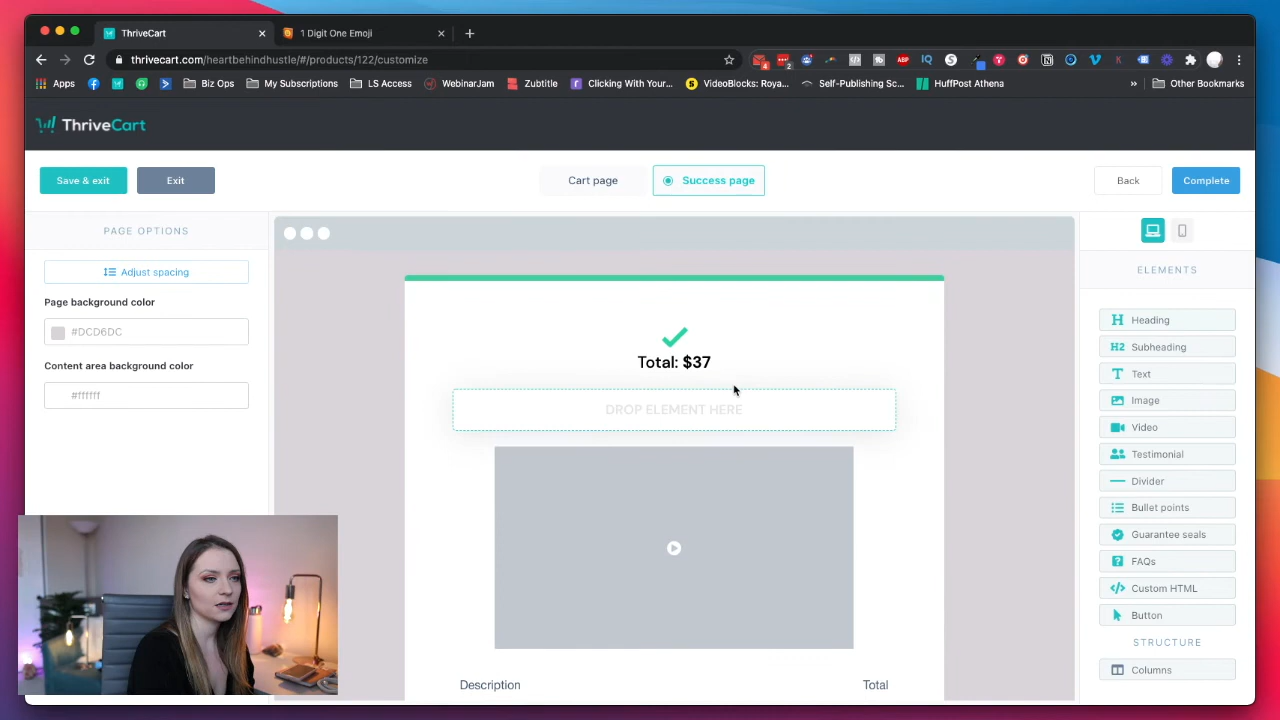 ThriveCart
1 Digit One Emoji
thrivecart.com/heartbehindhustle/#/products/122/customize
Apps
Biz Ops
My Subscriptions
LS Access
WebinarJam
Zubtitle
Clicking With Your...
VideoBlocks: Roya...
Self-Publishing Sc...
HuffPost Athena
Other Bookmarks
ThriveCart
Save & exit
Exit
Cart page
Success page
Back
Complete
PAGE OPTIONS
Adjust spacing
Page background color
#DCD6DC
Content area background color
#ffffff
Total: $37
DROP ELEMENT HERE
Description
Total
ELEMENTS
Heading
H2 Subheading
Text
Image
Video
Testimonial
Divider
Bullet points
Guarantee seals
FAQs
Custom HTML
Button
STRUCTURE
Columns